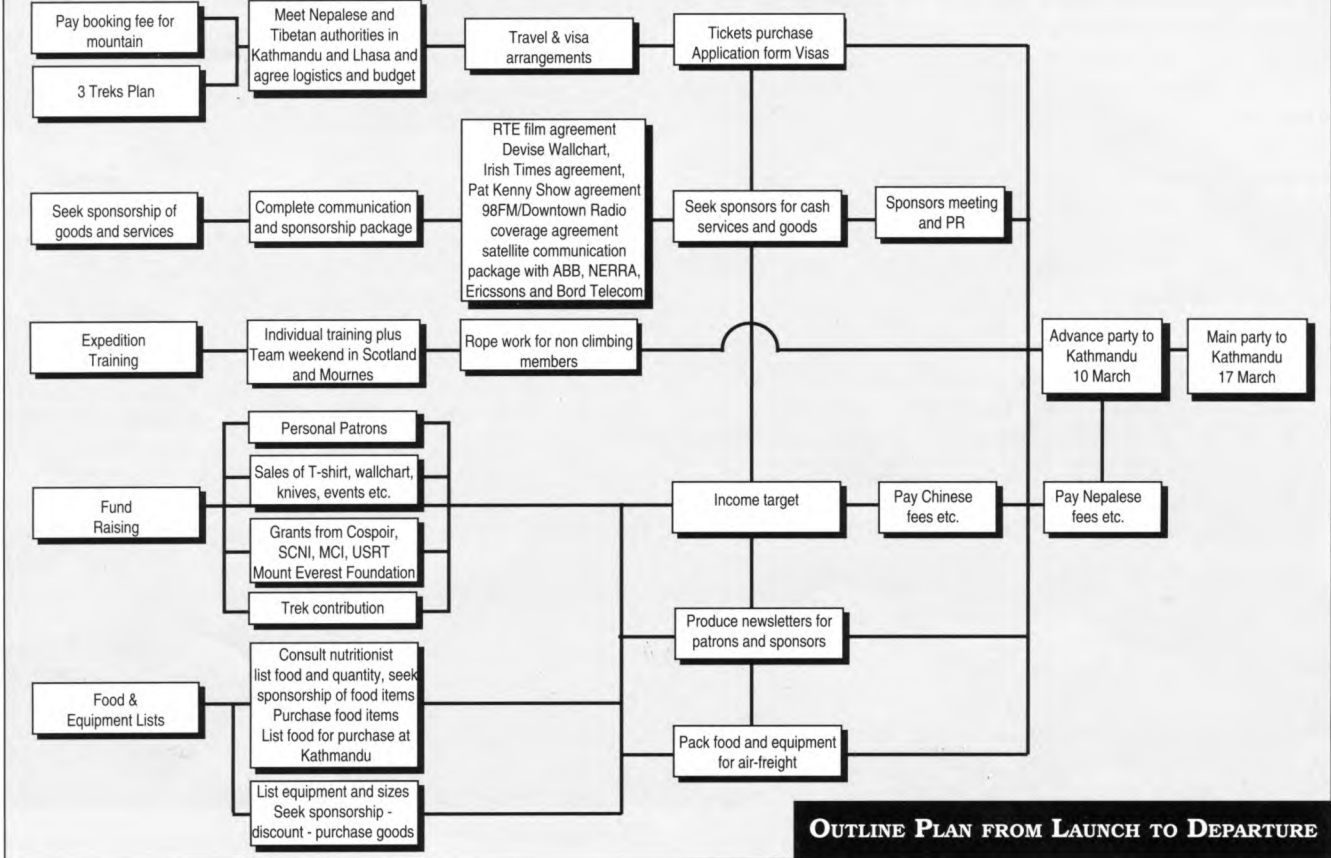 Pay booking fee for
mountain
3 Treks Plan
Meet Nepalese and
Tibetan authorities in
Kathmandu and Lhasa and
agree logistics and budget
Travel & visa
arrangements
Tickets purchase
Application form Visas
Seek sponsorship of
goods and services
Complete communication
and sponsorship package
RTE film agreement
Devise Wallchart,
Irish Times agreement,
Pat Kenny Show agreement
98FM/Downtown Radio
coverage agreement
satellite communication
package with ABB, NERRA,
Ericssons and Bord Telecom
Seek sponsors for cash
services and goods
Sponsors meeting
and PR
Expedition
Training
Individual training plus
Team weekend in Scotland
and Mournes
Rope work for non climbing
members
Advance party to
Kathmandu
10 March
Main party to
Kathmandu
17 March
Fund
Raising
Personal Patrons
Sales of T-shirt, wallchart,
knives, events etc.
Grants from Cospoir,
SCNI, MCI, USRT
Mount Everest Foundation
Trek contribution
Income target
Pay Chinese
fees etc.
Pay Nepalese
fees etc.
Produce newsletters for
patrons and sponsors
Food &
Equipment Lists
Consult nutritionist
list food and quantity, seek
sponsorship of food items
Purchase food items
List food for purchase at
Kathmandu
List equipment and sizes
Seek sponsorship -
discount - purchase goods
Pack food and equipment
for air-freight
OUTLINE PLAN FROM LAUNCH TO DEPARTURE